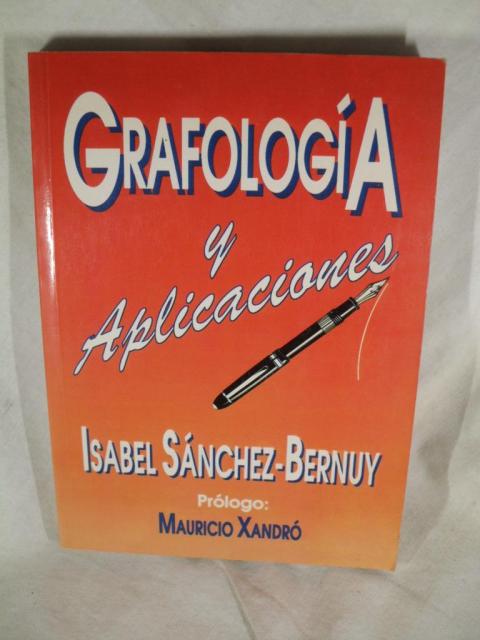 GRAFOLOGÍA
y
Aplicaciones
ISABEL SÁNCHEZ-BERNUY
Prólogo:
MAURICIO XANDRÓ